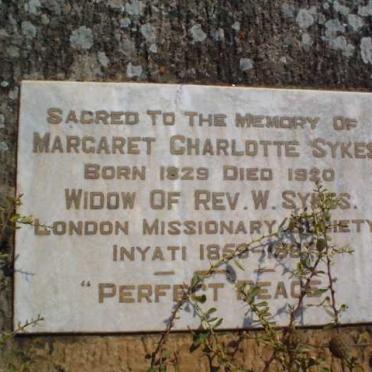 Sacred To The Memory Of
Margaret Charlotte Sykes
Born 1829 Died 1920
Widow Of Rev. W. Sykes.
London Missionary Society
Inyati
"Perfect Peace